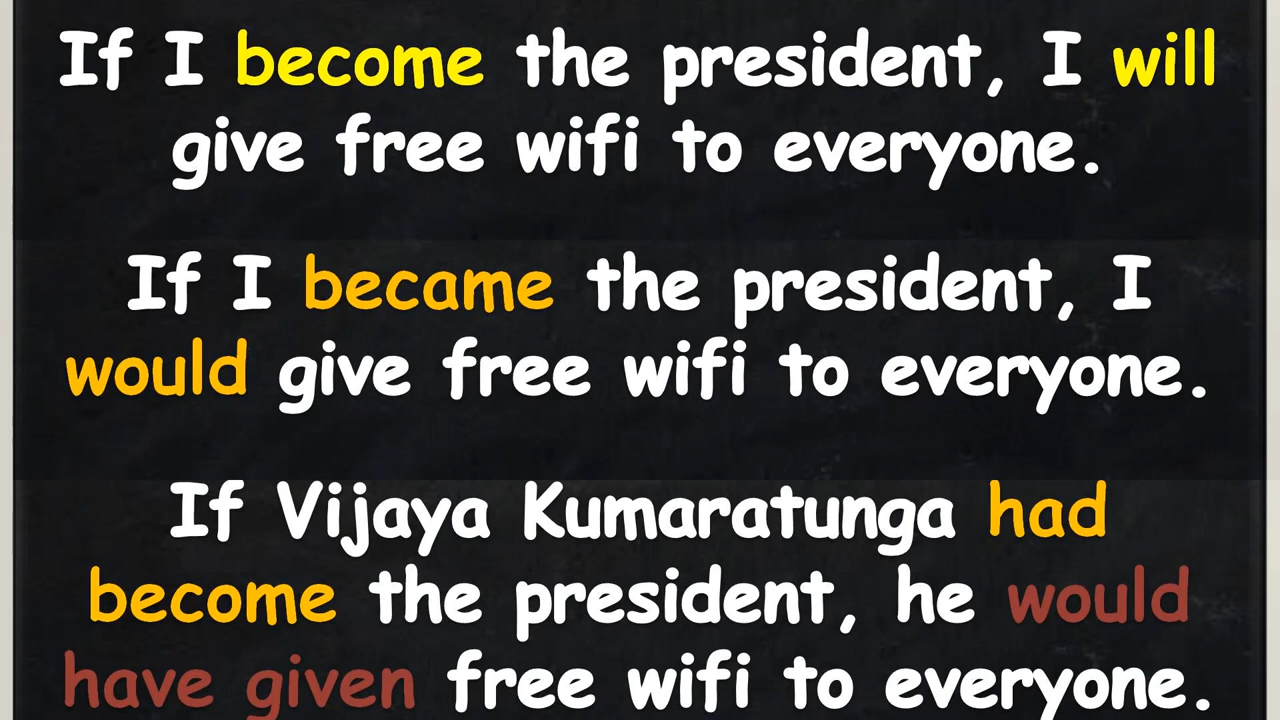 If I become the president, I will
give free wifi to everyone.
If I became the president, I
would give free wifi to everyone.
If Vijaya Kumaratunga had
become the president, he would
have given free wifi to everyone.